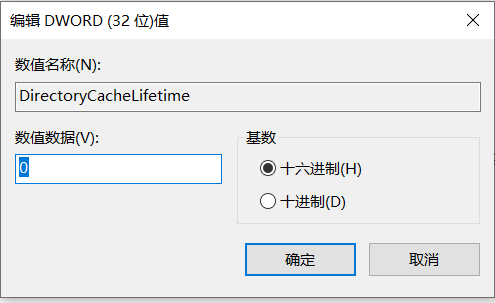 编辑 DWORD (32 位)值
数值名称(N):
DirectoryCacheLifetime
数值数据(V):
0
基数
十六进制(H)
十进制(D)
确定
取消